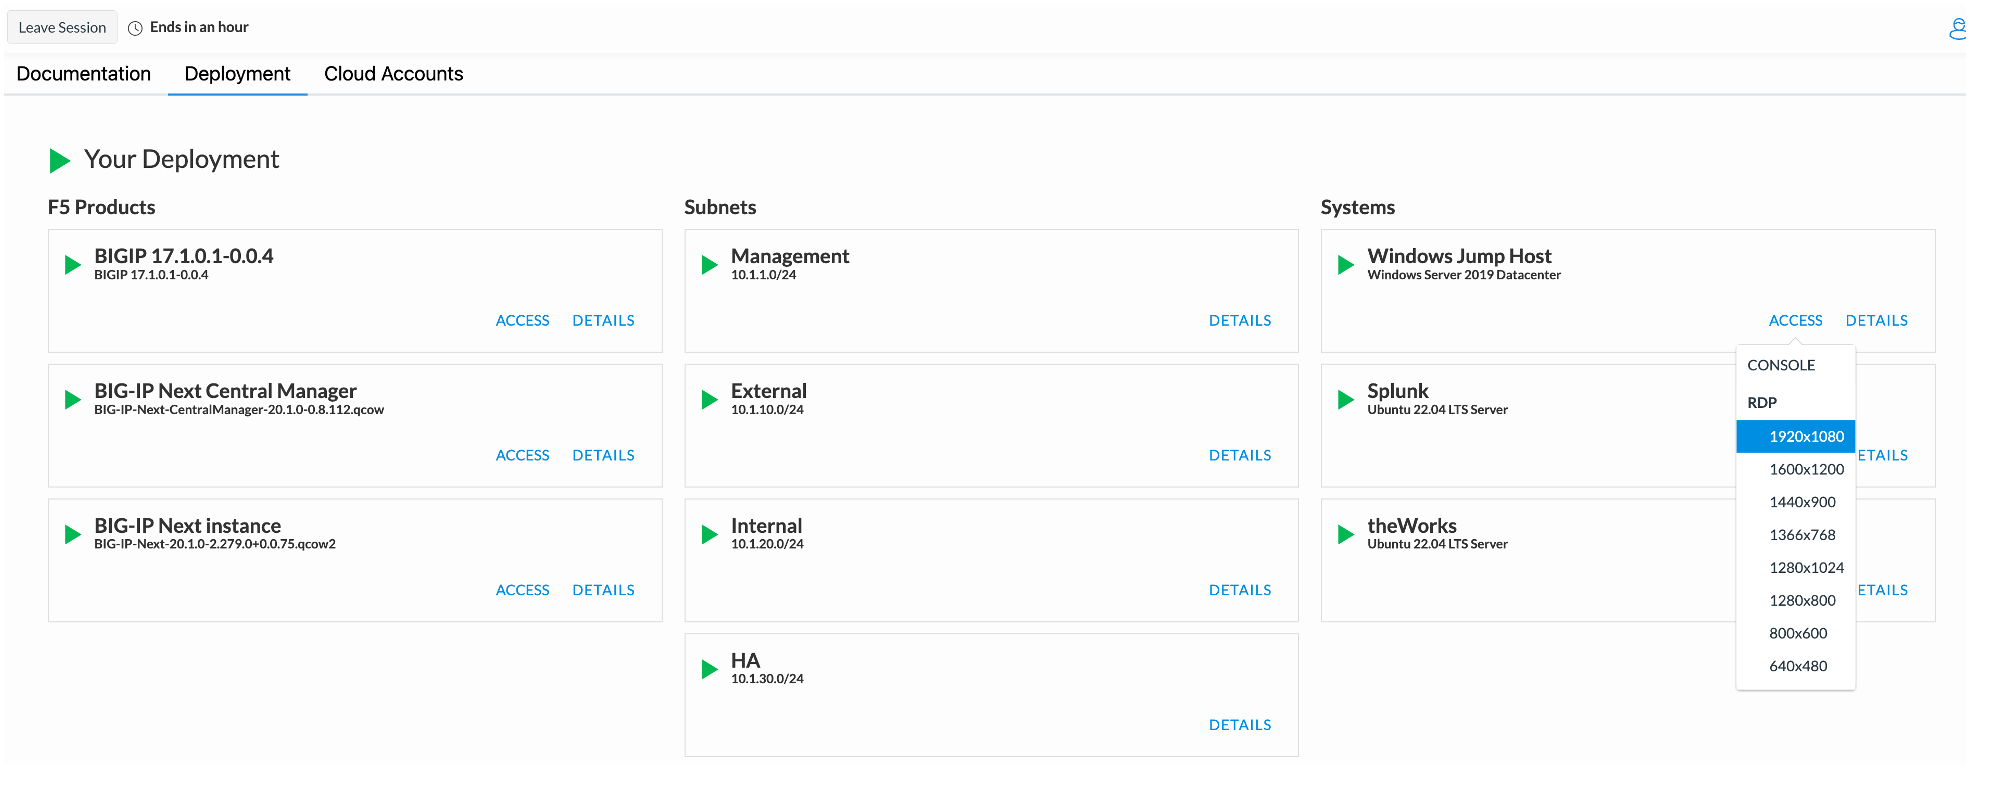 Leave Session
Ends in an hour
Documentation
Deployment
Cloud Accounts
Your Deployment
F5 Products
BIGIP 17.1.0.1-0.0.4
BIGIP 17.1.0.1-0.0.4
ACCESS DETAILS
BIG-IP Next Central Manager
BIG-IP-Next-CentralManager-20.1.0-0.8.112.qcow
ACCESS DETAILS
BIG-IP Next instance
BIG-IP-Next-20.1.0-2.279.0+0.0.75.qcow2
ACCESS DETAILS
Subnets
Management
10.1.1.0/24
DETAILS
External
10.1.10.0/24
DETAILS
Internal
10.1.20.0/24
DETAILS
HA
10.1.30.0/24
DETAILS
Systems
Windows Jump Host
Windows Server 2019 Datacenter
ACCESS DETAILS
Splunk
Ubuntu 22.04 LTS Server
ETAILS
theWorks
Ubuntu 22.04 LTS Server
ETAILS
CONSOLE
RDP
1920x1080
1600x1200
1440x900
1366x768
1280x1024
1280x800
800x600
640x480